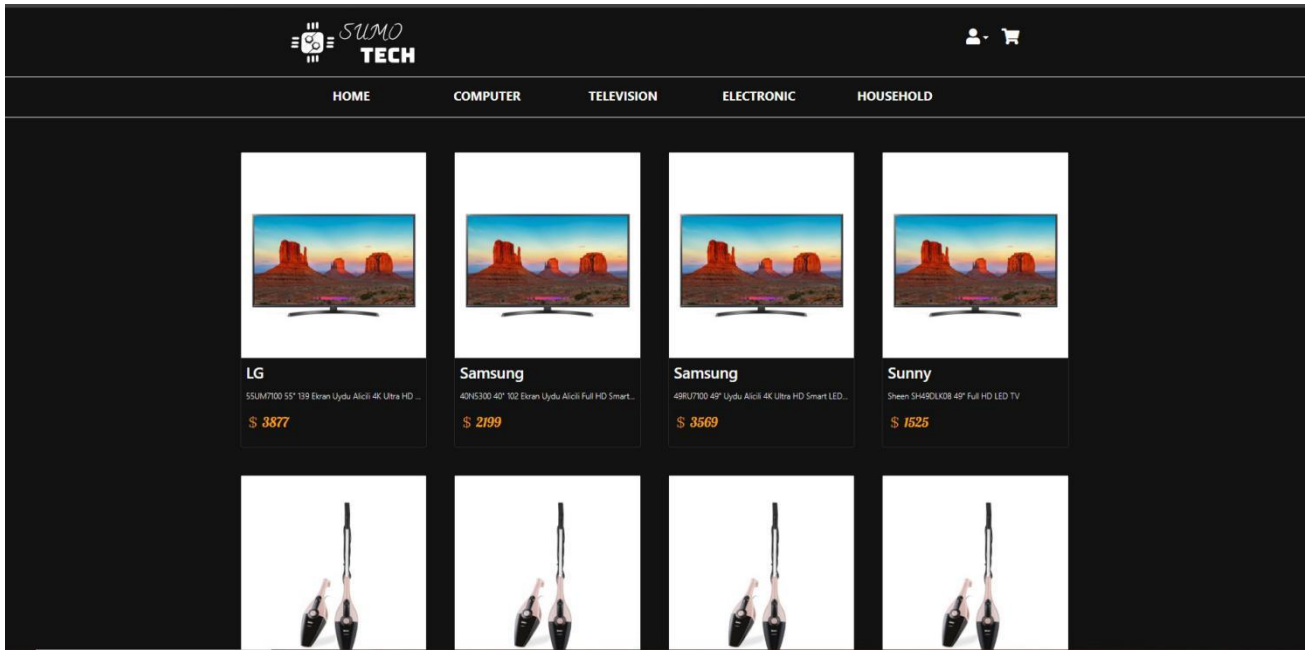 SUMO
TECH
HOME COMPUTER TELEVISION ELECTRONIC HOUSEHOLD
LG
55UM7100 55" 139 Ekran Uydu Alicili 4K Ultra HD ...
$ 3877
Samsung
40N5300 40" 102 Ekran Uydu Alicili Full HD Smart...
$ 2199
Samsung
49RU7100 49" Uydu Alicili 4K Ultra HD Smart LED...
$ 3569
Sunny
Sheen SH49DLK08 49" Full HD LED TV
$ 1525